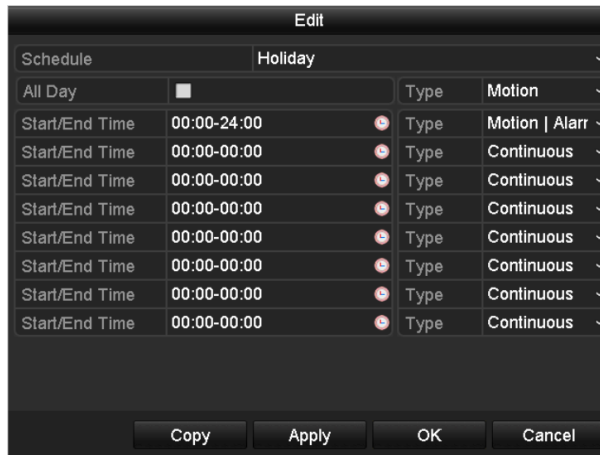 Edit
Schedule Holiday
All Day Type Motion
Start/End Time 00:00-24:00 Type Motion | Alarr
Start/End Time 00:00-00:00 Type Continuous
Start/End Time 00:00-00:00 Type Continuous
Start/End Time 00:00-00:00 Type Continuous
Start/End Time 00:00-00:00 Type Continuous
Start/End Time 00:00-00:00 Type Continuous
Start/End Time 00:00-00:00 Type Continuous
Start/End Time 00:00-00:00 Type Continuous
Copy Apply OK Cancel